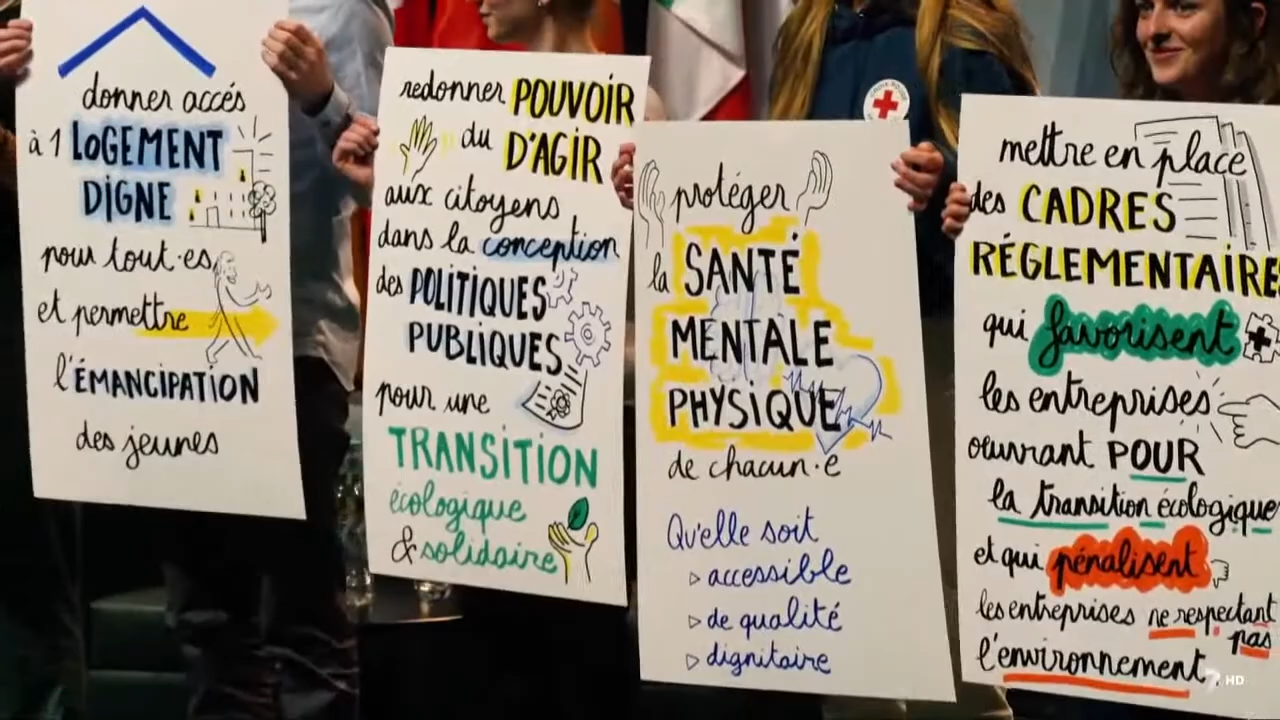 donner accés
à 1 LOGEMENT
DIGNE
pour tout·es
et permettre
l'ÉMANCIPATION
des jeunes
redonner POUVOIR
du D'AGIR
aux citoyens
dans la conception
des POLITIQUES
PUBLIQUES
pour une
TRANSITION
écologique
& solidaire
protéger
la SANTÉ
MENTALE
PHYSIQUE
de chacun·e
Qu'elle soit
▷ accessible
▷ de qualité
▷ dignitaire
mettre en place
des CADRES
RÉGLEMENTAIRES
qui favorisent
les entreprises
oeuvrant POUR
la transition écologique
et qui pénalisent
les entreprises ne respectant
pas
l'environnement
7 HD